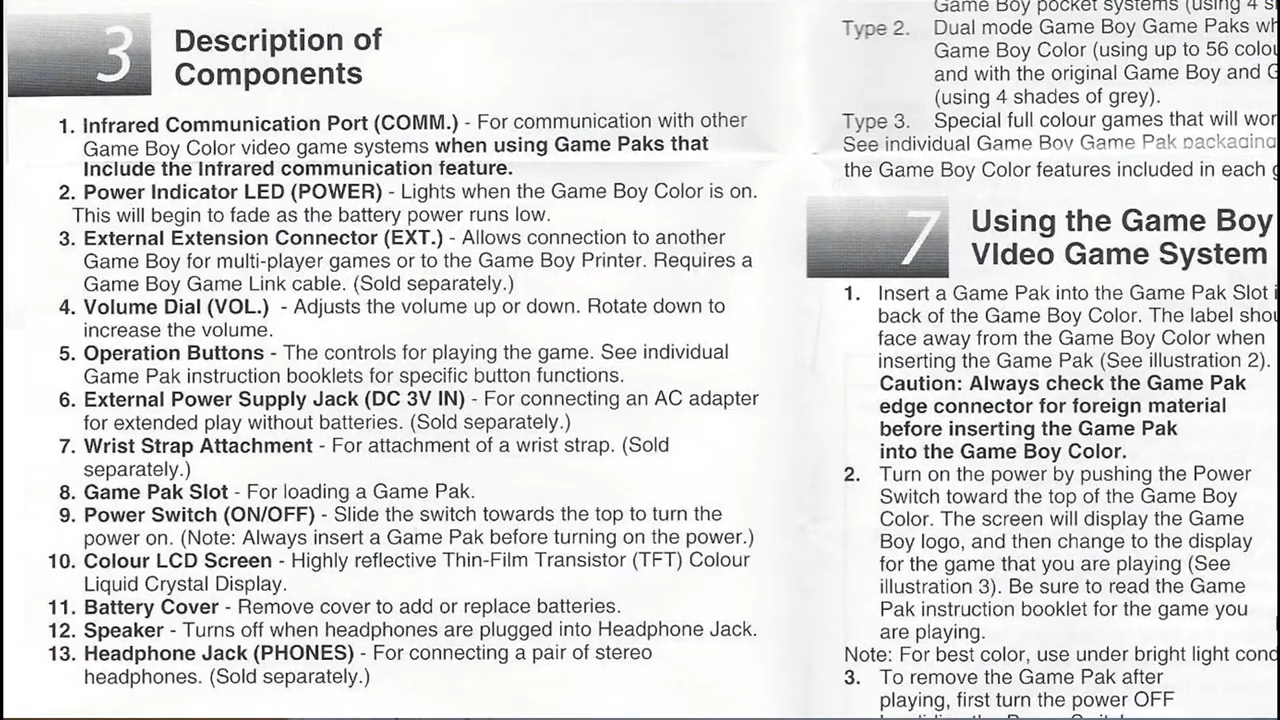 3
Description of
Components
1. Infrared Communication Port (COMM.) - For communication with other
Game Boy Color video game systems when using Game Paks that
Include the Infrared communication feature.
2. Power Indicator LED (POWER) - Lights when the Game Boy Color is on.
This will begin to fade as the battery power runs low.
3. External Extension Connector (EXT.) - Allows connection to another
Game Boy for multi-player games or to the Game Boy Printer. Requires a
Game Boy Game Link cable. (Sold separately.)
4. Volume Dial (VOL.) - Adjusts the volume up or down. Rotate down to
increase the volume.
5. Operation Buttons - The controls for playing the game. See individual
Game Pak instruction booklets for specific button functions.
6. External Power Supply Jack (DC 3V IN) - For connecting an AC adapter
for extended play without batteries. (Sold separately.)
7. Wrist Strap Attachment - For attachment of a wrist strap. (Sold
separately.)
8. Game Pak Slot - For loading a Game Pak.
9. Power Switch (ON/OFF) - Slide the switch towards the top to turn the
power on. (Note: Always insert a Game Pak before turning on the power.)
10. Colour LCD Screen - Highly reflective Thin-Film Transistor (TFT) Colour
Liquid Crystal Display.
11. Battery Cover - Remove cover to add or replace batteries.
12. Speaker - Turns off when headphones are plugged into Headphone Jack.
13. Headphone Jack (PHONES) - For connecting a pair of stereo
headphones. (Sold separately.)
Game Boy pocket systems (using 4
Type 2. Dual mode Game Boy Game Paks
Game Boy Color (using up to 56
and with the original Game Boy and
(using 4 shades of grey).
Type 3. Special full colour games that will
See individual Game Boy Game Pak packaging
the Game Boy Color features included in each
7
Using the Game Boy
VIdeo Game System
1. Insert a Game Pak into the Game Pak Slot
back of the Game Boy Color. The label
face away from the Game Boy Color when
inserting the Game Pak (See illustration 2).
Caution: Always check the Game Pak
edge connector for foreign material
before inserting the Game Pak
into the Game Boy Color.
2. Turn on the power by pushing the Power
Switch toward the top of the Game Boy
Color. The screen will display the Game
Boy logo, and then change to the display
for the game that you are playing (See
illustration 3). Be sure to read the Game
Pak instruction booklet for the game you
are playing.
Note: For best color, use under bright light
3. To remove the Game Pak after
playing, first turn the power OFF